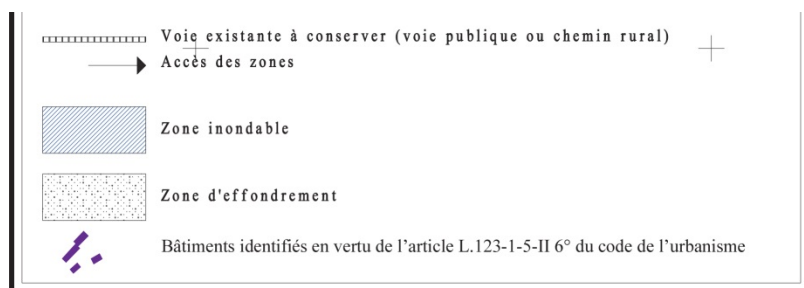 Voie existante à conserver (voie publique ou chemin rural)
Accès des zones
Zone inondable
Zone d'effondrement
Bâtiments identifiés en vertu de l’article L.123-1-5-II 6° du code de l’urbanisme